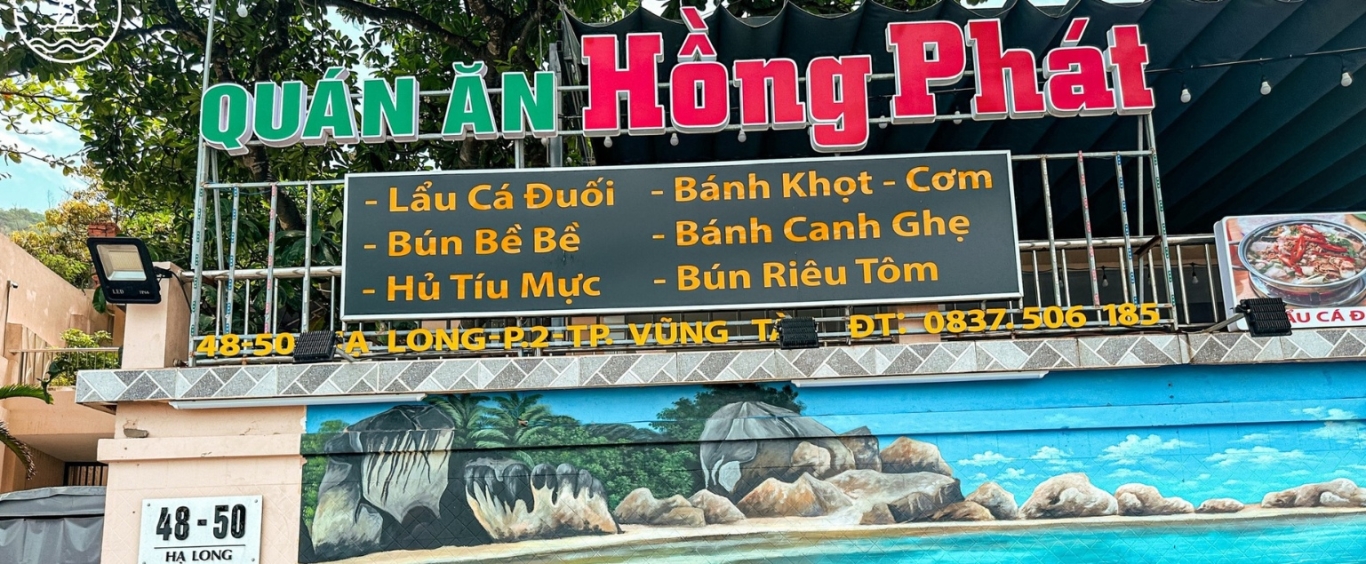 QUÁN ĂN Hồng Phát
- Lẩu Cá Đuối - Bánh Khọt - Cơm
- Bún Bề Bề - Bánh Canh Ghẹ
- Hủ Tíu Mực - Bún Riêu Tôm
48-50 LONG-P.2-TP. VŨNG ĐT: 0837.506 185
CÁ
48 - 50
HẠ LONG